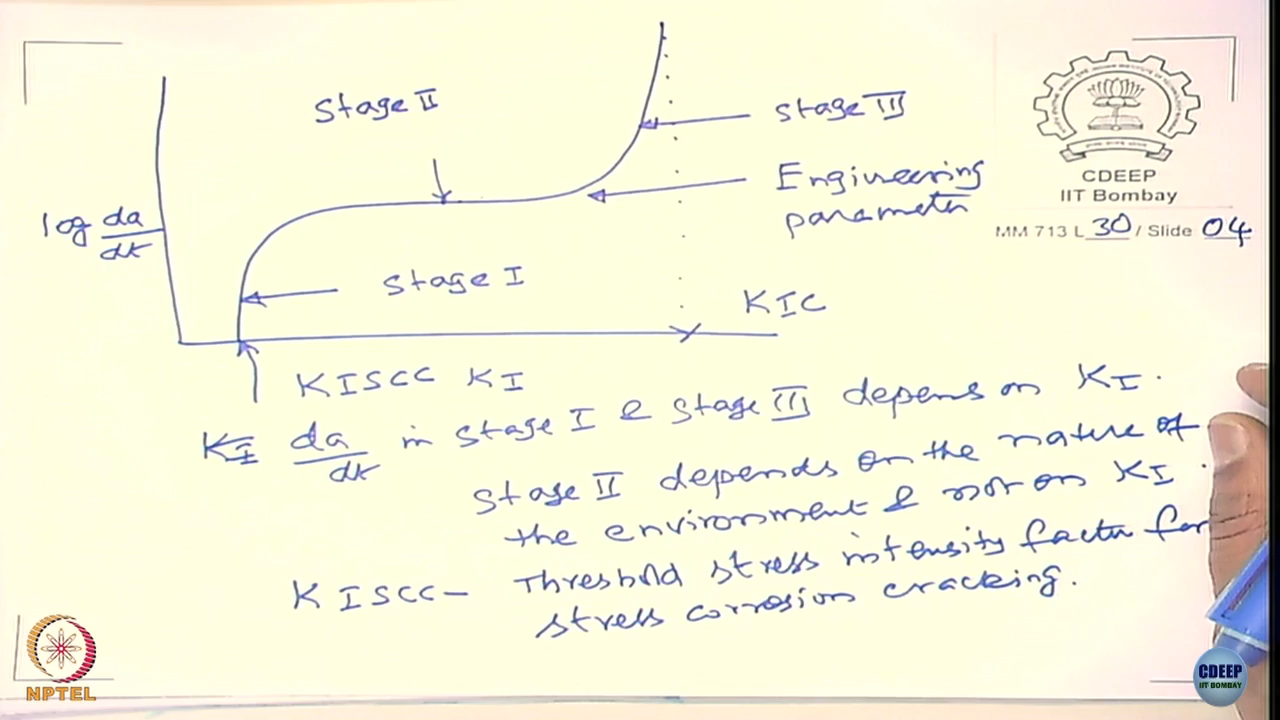 Stage II
Stage III
Engineering
parameter
log da/dt
Stage I
KIC
KISCC KI
KI da/dt in Stage I & Stage III depens on KI.
Stage II depends on the nature of
the environment & not on KI.
KISCC – Threshold stress intensity factor for
stress corrosion cracking.
CDEEP
IIT Bombay
MM 713 L 30 / Slide 04
NPTEL
CDEEP
IIT BOMBAY